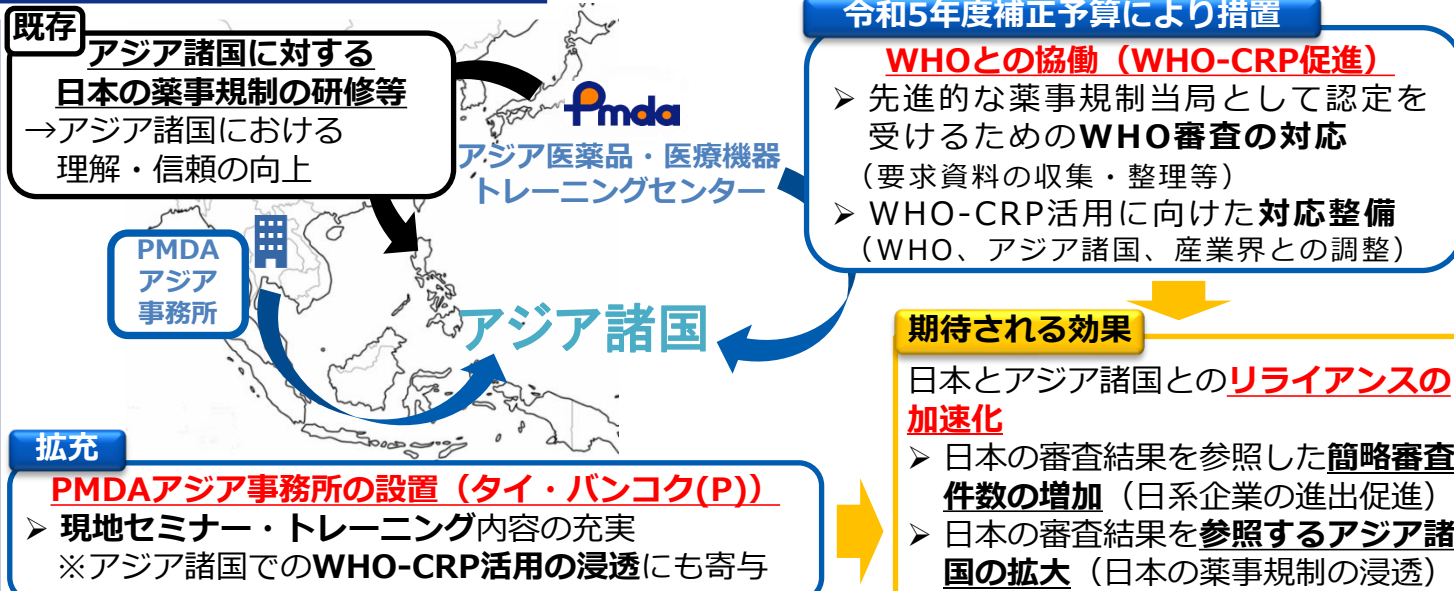 既存
アジア諸国に対する
日本の薬事規制の研修等
→アジア諸国における
理解・信頼の向上
Pmda
アジア医薬品・医療機器
トレーニングセンター
PMDA
アジア
事務所
アジア諸国
令和5年度補正予算により措置
WHOとの協働（WHO-CRP促進）
➢ 先進的な薬事規制当局として認定を
受けるためのWHO審査の対応
（要求資料の収集・整理等）
➢ WHO-CRP活用に向けた対応整備
（WHO、アジア諸国、産業界との調整）
拡充
PMDAアジア事務所の設置（タイ・バンコク(P)）
➢ 現地セミナー・トレーニング内容の充実
※アジア諸国でのWHO-CRP活用の浸透にも寄与
期待される効果
日本とアジア諸国とのリライアンスの
加速化
➢ 日本の審査結果を参照した簡略審査
件数の増加（日系企業の進出促進）
➢ 日本の審査結果を参照するアジア諸
国の拡大（日本の薬事規制の浸透）